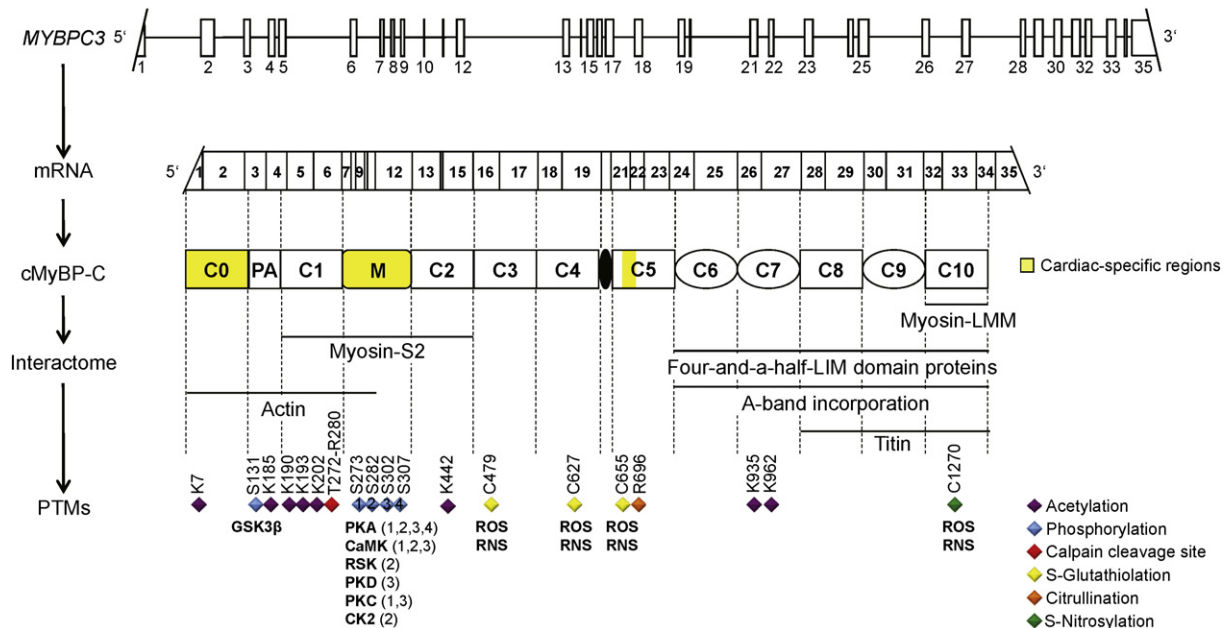 MYBPC3 5‘ 3‘
1 2 3 4 5 6 7 8 9 10 12 13 15 17 18 19 21 22 23 25 26 27 28 30 32 33 35
mRNA 5‘ 1 2 3 4 5 6 7 9 12 13 15 16 17 18 19 21 22 23 24 25 26 27 28 29 30 31 32 33 34 35 3‘
cMyBP-C C0 PA C1 M C2 C3 C4 C5 C6 C7 C8 C9 C10 Cardiac-specific regions
Myosin-LMM
Myosin-S2
Interactome Four-and-a-half-LIM domain proteins
Actin A-band incorporation
Titin
K7 S131 K185 K190 K193 K202 T272-R280 S273 S282 S302 S307 K442 C479 C627 C655 R696 K935 K962 C1270
PTMs 1 2 3 4 Acetylation
GSK3β PKA (1,2,3,4) ROS ROS ROS ROS Phosphorylation
CaMK (1,2,3) RNS RNS RNS RNS Calpain cleavage site
RSK (2)
PKD (3) S-Glutathiolation
PKC (1,3) Citrullination
CK2 (2) S-Nitrosylation